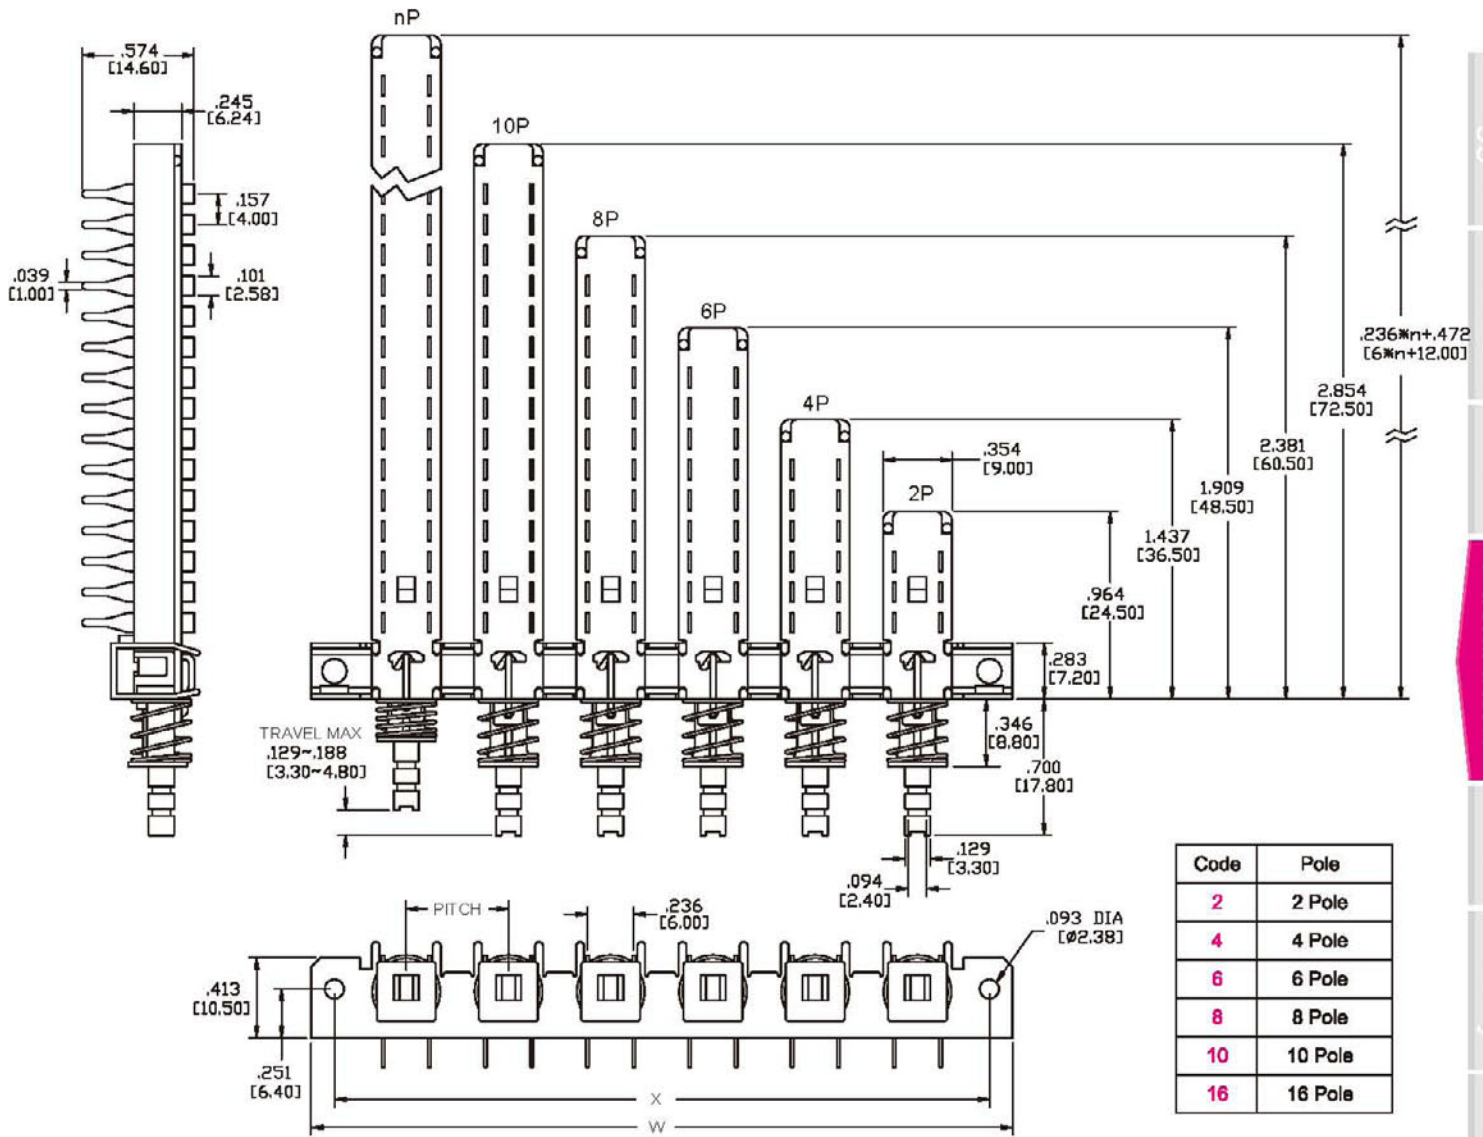 nP
.574
[14.60]
.245
[6.24]
10P
.157
[4.00]
8P
.039
[1.00]
.101
[2.58]
6P
.236*n+.472
[6*n+12.00]
2.854
[72.50]
4P
2.381
[60.50]
.354
[9.00]
1.909
[48.50]
2P
1.437
[36.50]
.964
[24.50]
.283
[7.20]
TRAVEL MAX
.129~.188
[3.30~4.80]
.346
[8.80]
.700
[17.80]
.129
[3.30]
.094
[2.40]
PITCH
.236
[6.00]
.093 DIA
[ø2.38]
.413
[10.50]
.251
[6.40]
X
W
Code Pole
2 2 Pole
4 4 Pole
6 6 Pole
8 8 Pole
10 10 Pole
16 16 Pole